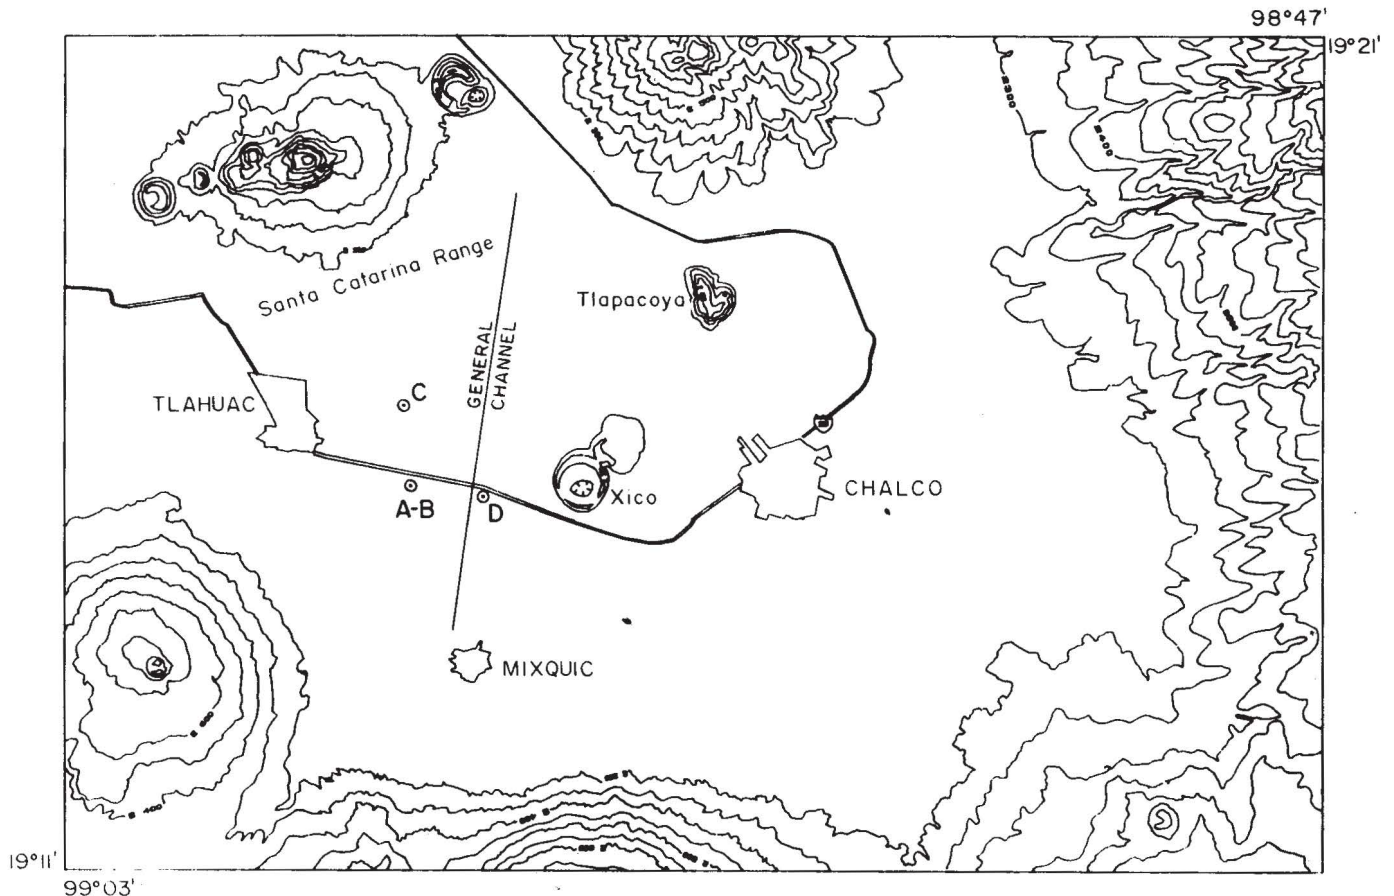 98°47'
19°21'
Santa Catarina Range
Tlapacoya
GENERAL
CHANNEL
TLAHUAC
C
Xico
CHALCO
A-B
D
MIXQUIC
19°11'
99°03'